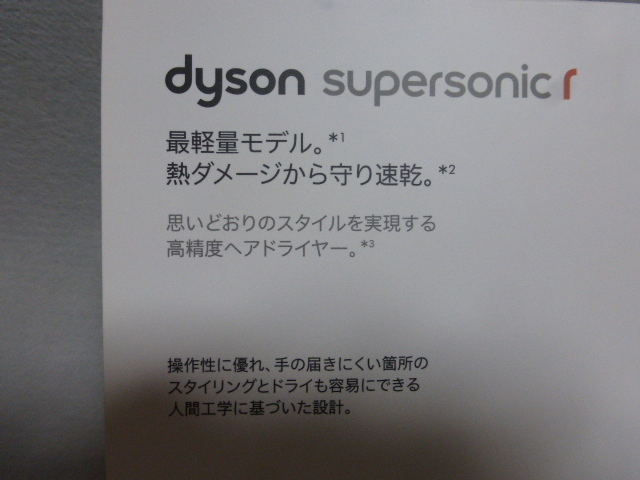 dyson supersonic r
最軽量モデル。*1
熱ダメージから守り速乾。*2
思いどおりのスタイルを実現する
高精度ヘアドライヤー。*3
操作性に優れ、手の届きにくい箇所の
スタイリングとドライも容易にできる
人間工学に基づいた設計。